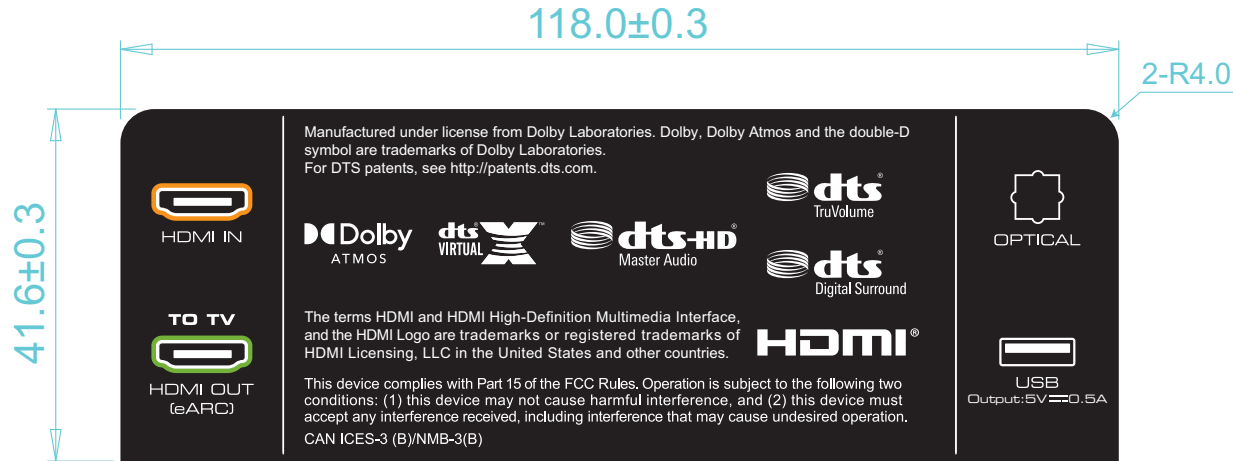 118.0±0.3
2-R4.0
41.6±0.3
HDMI IN
TO TV
HDMI OUT
(eARC)
Manufactured under license from Dolby Laboratories. Dolby, Dolby Atmos and the double-D
symbol are trademarks of Dolby Laboratories.
For DTS patents, see http://patents.dts.com.
Dolby
ATMOS
dts®
VIRTUAL X™
dts-HD®
Master Audio
dts®
TruVolume
dts®
Digital Surround
The terms HDMI and HDMI High-Definition Multimedia Interface,
and the HDMI Logo are trademarks or registered trademarks of
HDMI Licensing, LLC in the United States and other countries.
HDMI®
This device complies with Part 15 of the FCC Rules. Operation is subject to the following two
conditions: (1) this device may not cause harmful interference, and (2) this device must
accept any interference received, including interference that may cause undesired operation.
CAN ICES-3 (B)/NMB-3(B)
OPTICAL
USB
Output:5V⎓0.5A